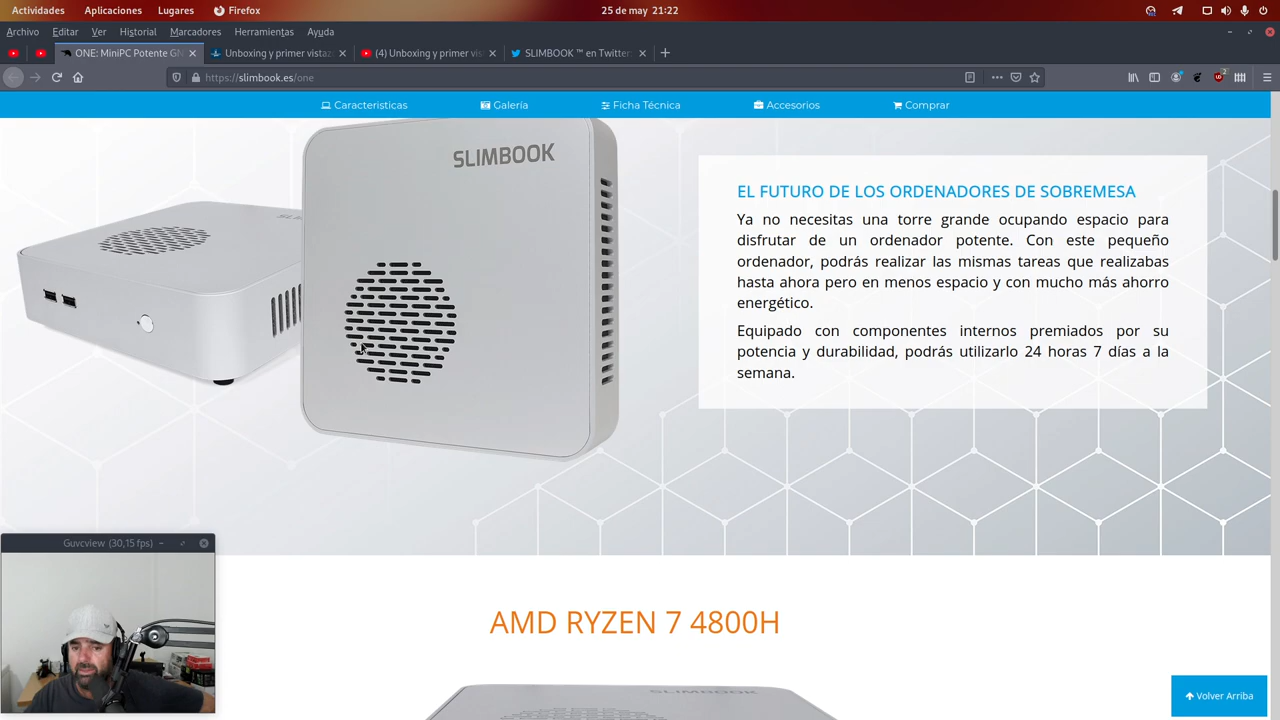 Actividades Aplicaciones Lugares Firefox 25 de may 21:22
Archivo Editar Ver Historial Marcadores Herramientas Ayuda
ONE: MiniPC Potente GN Unboxing y primer vistaz (4) Unboxing y primer vis SLIMBOOK ™ en Twitter:
https://slimbook.es/one
Caracteristicas Galería Ficha Técnica Accesorios Comprar
SLIMBOOK
EL FUTURO DE LOS ORDENADORES DE SOBREMESA
Ya no necesitas una torre grande ocupando espacio para
disfrutar de un ordenador potente. Con este pequeño
ordenador, podrás realizar las mismas tareas que realizabas
hasta ahora pero en menos espacio y con mucho más ahorro
energético.
Equipado con componentes internos premiados por su
potencia y durabilidad, podrás utilizarlo 24 horas 7 días a la
semana.
Guvcview (30,15 fps)
AMD RYZEN 7 4800H
SLIMBOOK
Volver Arriba